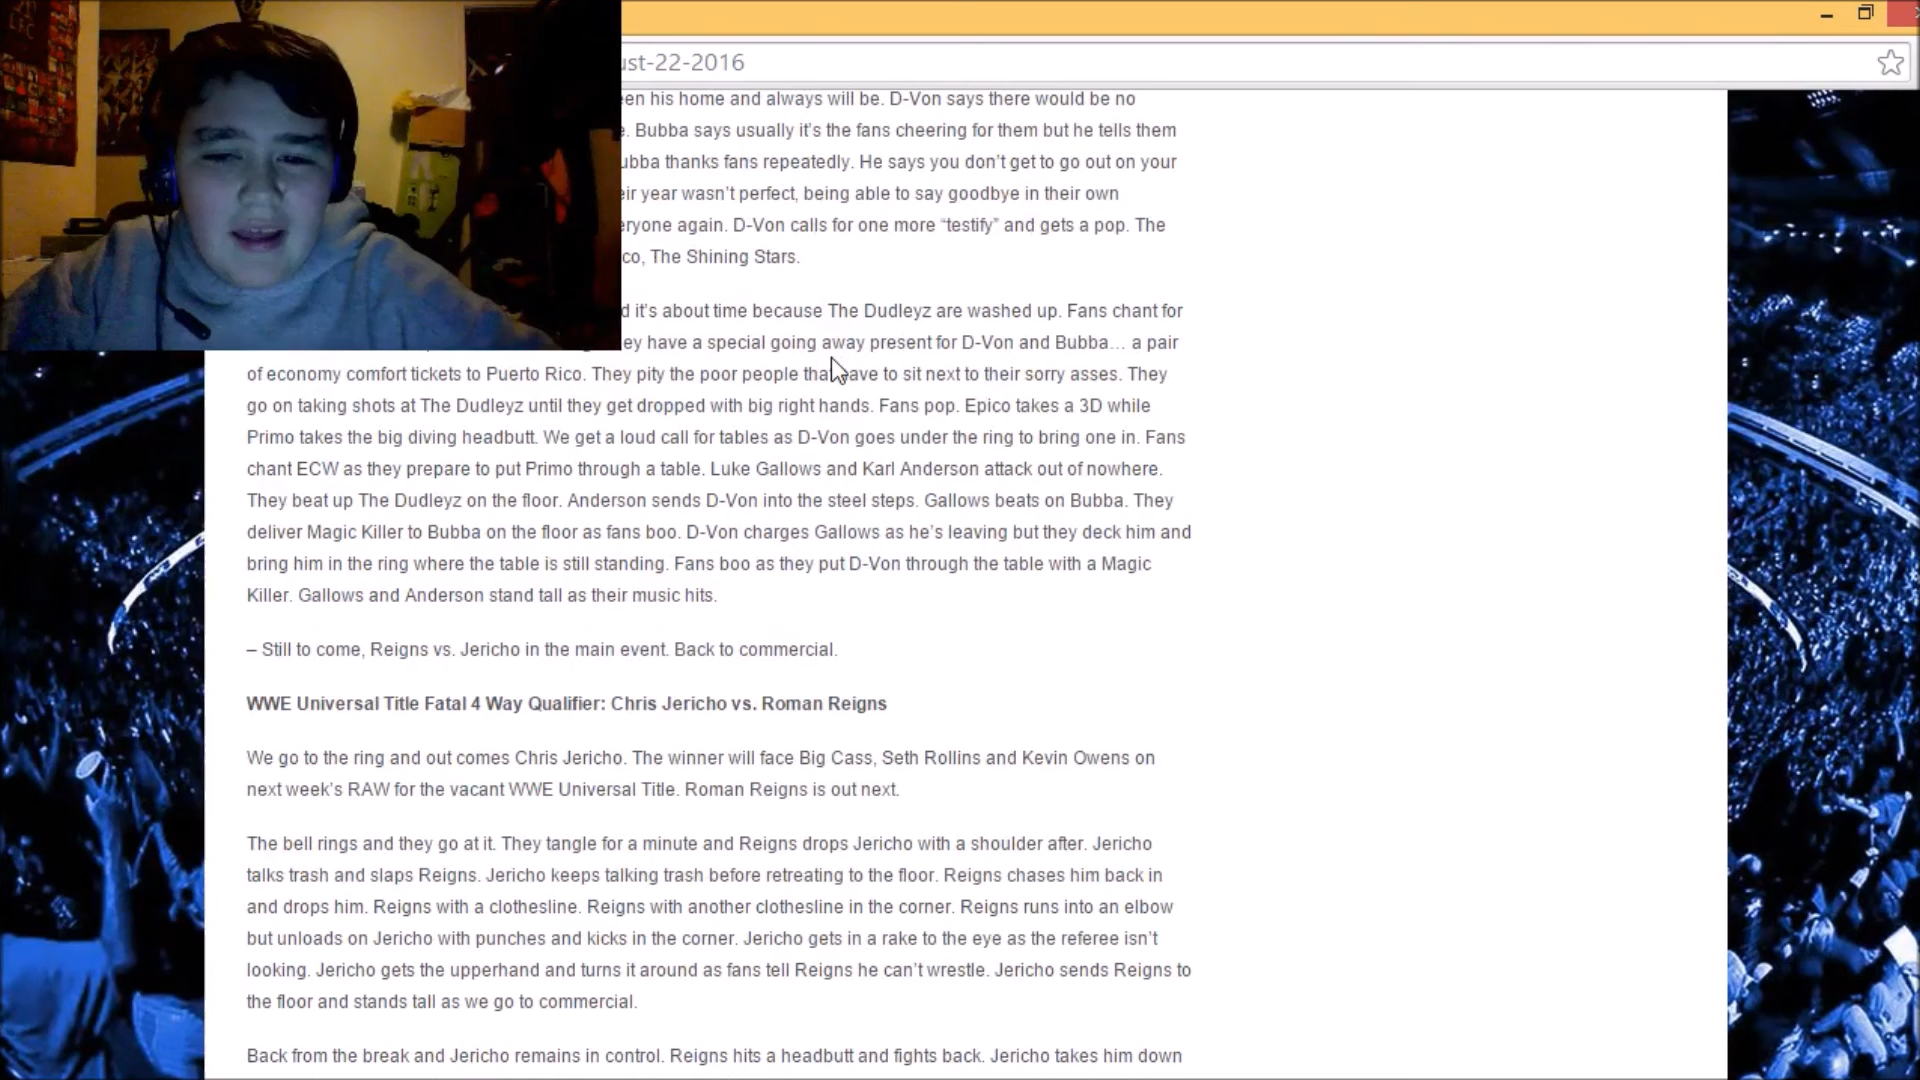 LFC
ust-22-2016
en his home and always will be. D-Von says there would be no
e. Bubba says usually it’s the fans cheering for them but he tells them
ubba thanks fans repeatedly. He says you don’t get to go out on your
eir year wasn’t perfect, being able to say goodbye in their own
eryone again. D-Von calls for one more “testify” and gets a pop. The
co, The Shining Stars.
d it’s about time because The Dudleyz are washed up. Fans chant for
ey have a special going away present for D-Von and Bubba… a pair
of economy comfort tickets to Puerto Rico. They pity the poor people that have to sit next to their sorry asses. They
go on taking shots at The Dudleyz until they get dropped with big right hands. Fans pop. Epico takes a 3D while
Primo takes the big diving headbutt. We get a loud call for tables as D-Von goes under the ring to bring one in. Fans
chant ECW as they prepare to put Primo through a table. Luke Gallows and Karl Anderson attack out of nowhere.
They beat up The Dudleyz on the floor. Anderson sends D-Von into the steel steps. Gallows beats on Bubba. They
deliver Magic Killer to Bubba on the floor as fans boo. D-Von charges Gallows as he’s leaving but they deck him and
bring him in the ring where the table is still standing. Fans boo as they put D-Von through the table with a Magic
Killer. Gallows and Anderson stand tall as their music hits.
– Still to come, Reigns vs. Jericho in the main event. Back to commercial.
WWE Universal Title Fatal 4 Way Qualifier: Chris Jericho vs. Roman Reigns
We go to the ring and out comes Chris Jericho. The winner will face Big Cass, Seth Rollins and Kevin Owens on
next week’s RAW for the vacant WWE Universal Title. Roman Reigns is out next.
The bell rings and they go at it. They tangle for a minute and Reigns drops Jericho with a shoulder after. Jericho
talks trash and slaps Reigns. Jericho keeps talking trash before retreating to the floor. Reigns chases him back in
and drops him. Reigns with a clothesline. Reigns with another clothesline in the corner. Reigns runs into an elbow
but unloads on Jericho with punches and kicks in the corner. Jericho gets in a rake to the eye as the referee isn’t
looking. Jericho gets the upperhand and turns it around as fans tell Reigns he can’t wrestle. Jericho sends Reigns to
the floor and stands tall as we go to commercial.
Back from the break and Jericho remains in control. Reigns hits a headbutt and fights back. Jericho takes him down